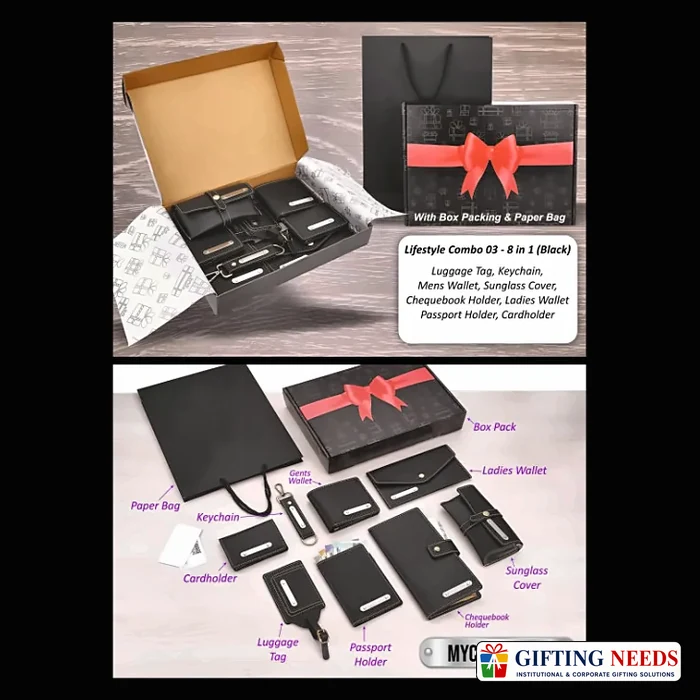 With Box Packing & Paper Bag
Lifestyle Combo 03 - 8 in 1 (Black)
Luggage Tag, Keychain,
Mens Wallet, Sunglass Cover,
Chequebook Holder, Ladies Wallet
Passport Holder, Cardholder
Box Pack
Ladies Wallet
Gents
Wallet
Paper Bag
Keychain
Cardholder
Sunglass
Cover
Chequebook
Holder
Luggage
Tag
Passport
Holder
GIFTING NEEDS
INSTITUTIONAL & CORPORATE GIFTING SOLUTIONS